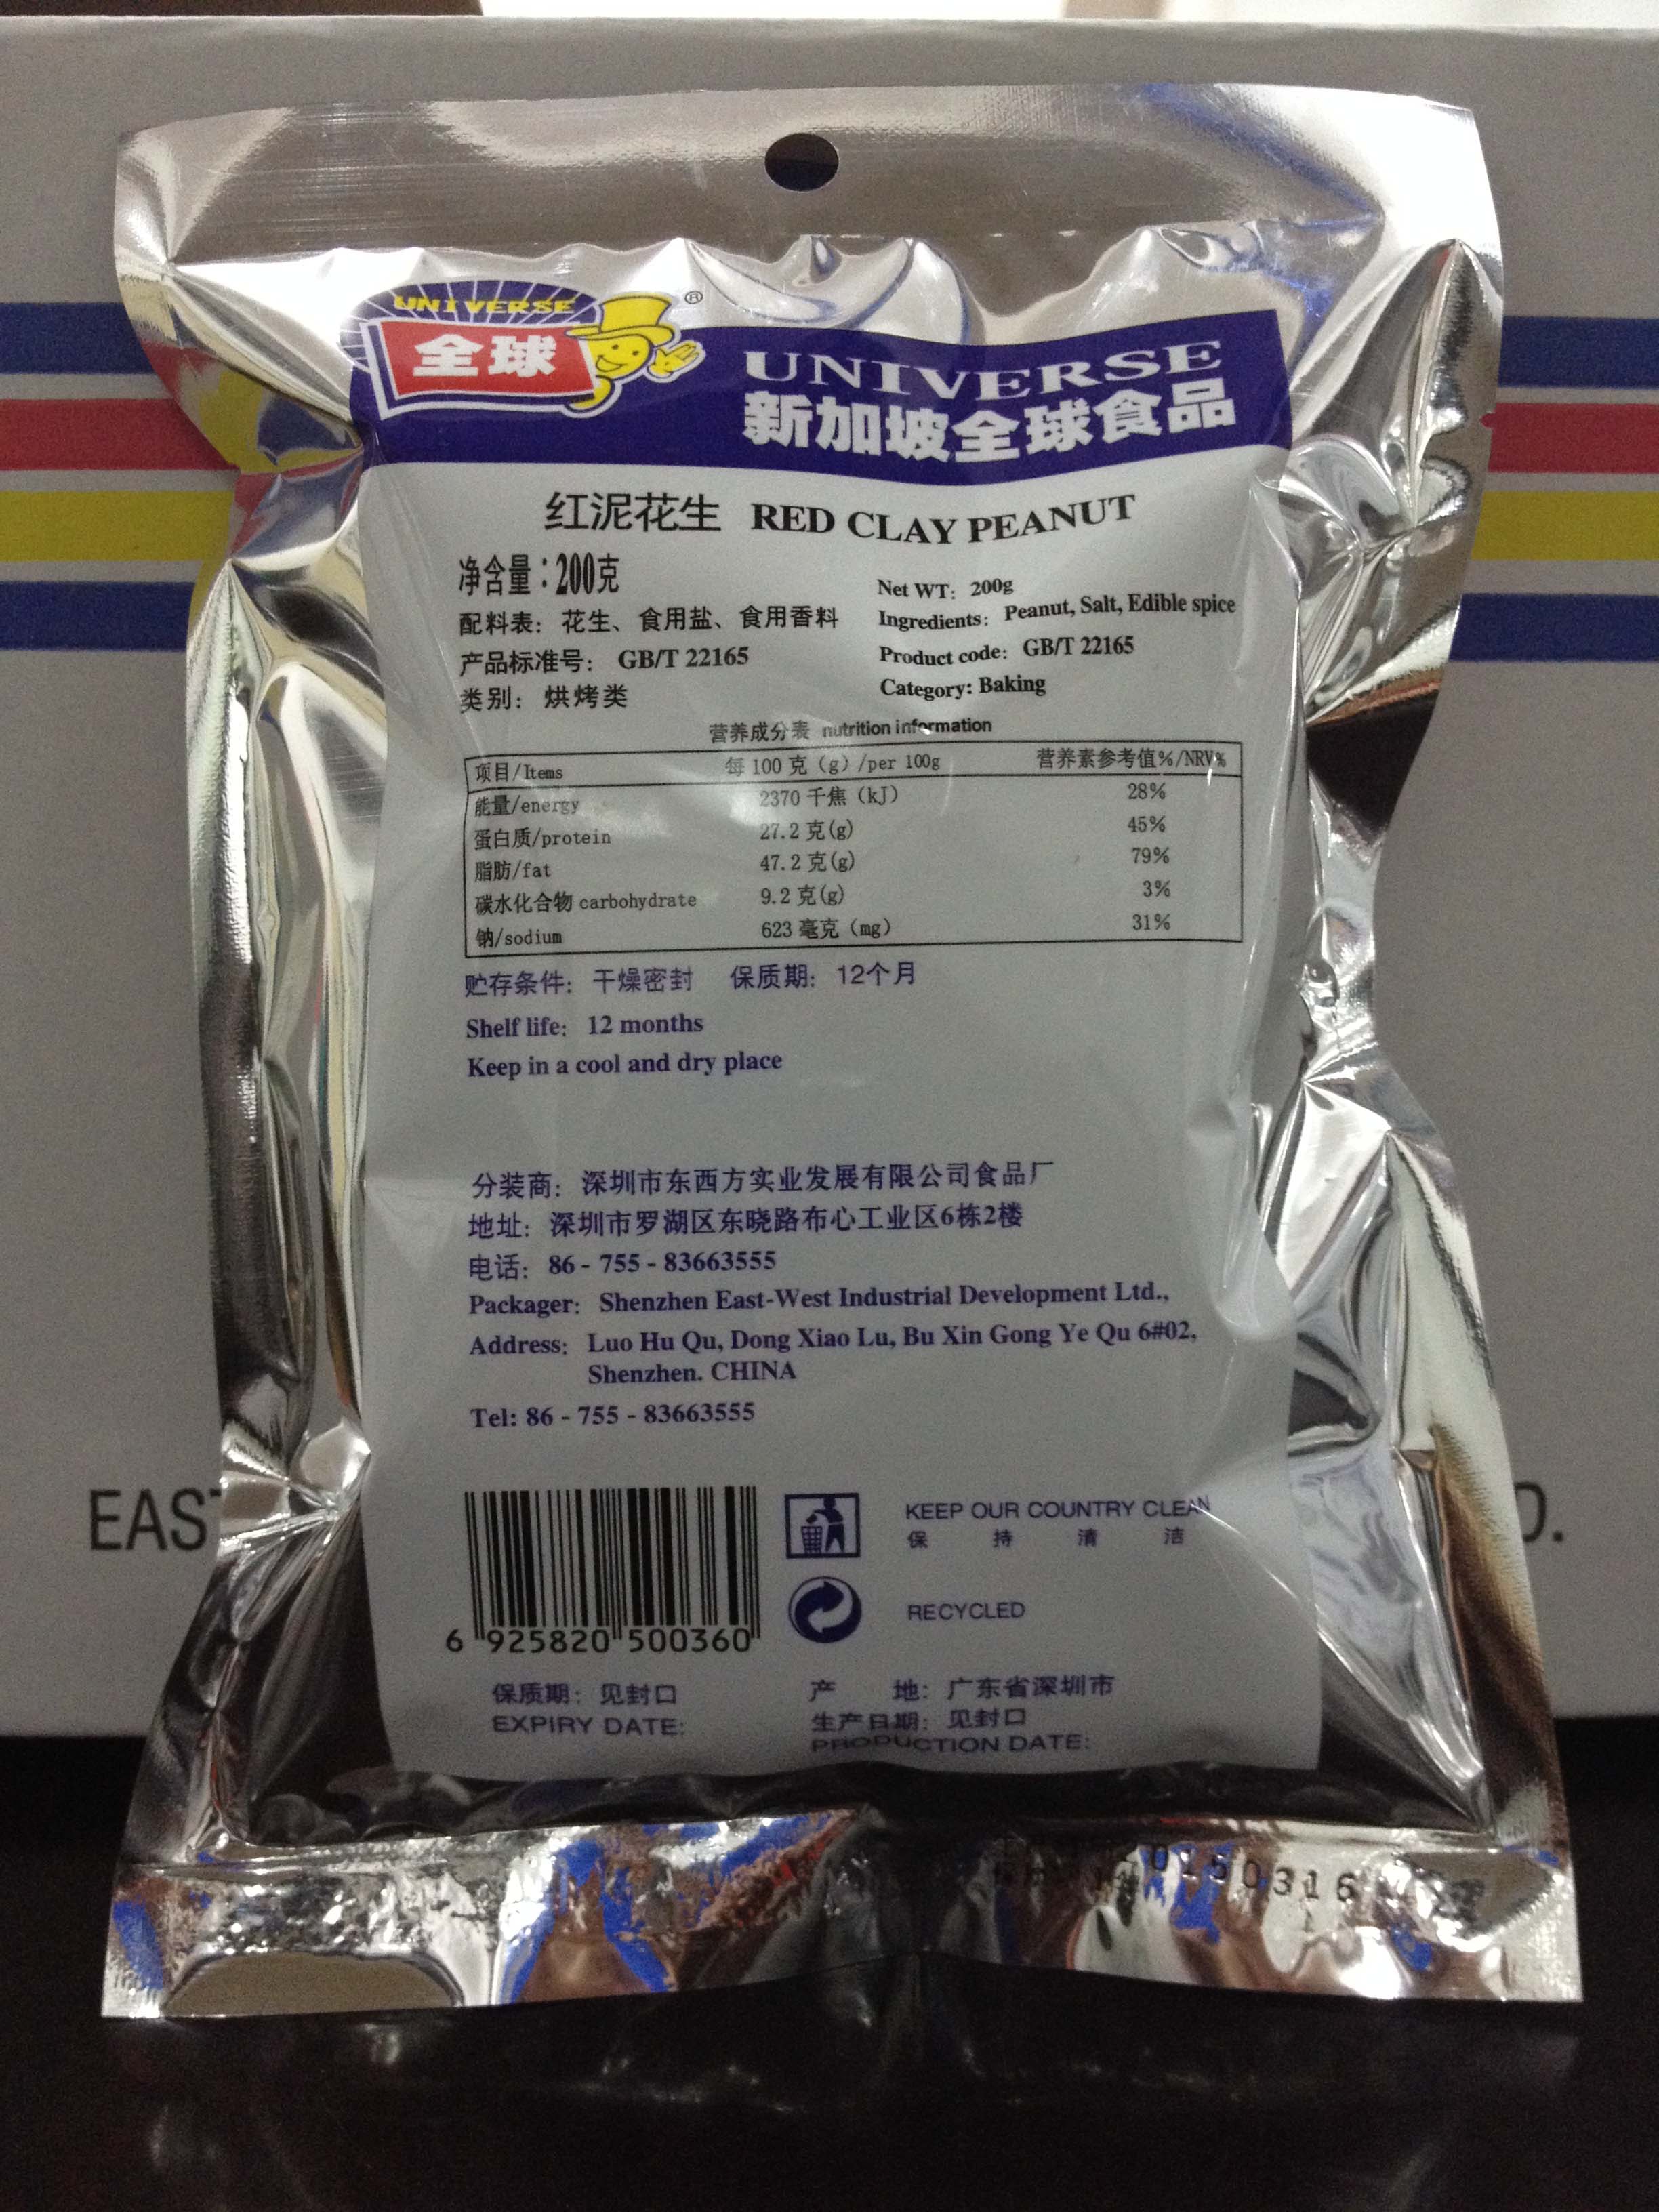 UNIVERSE
全球
®
UNIVERSE
新加坡全球食品
红泥花生 RED CLAY PEANUT
净含量：200克
配料表：花生、食用盐、食用香料
产品标准号：GB/T 22165
类别：烘烤类
Net WT: 200g
Ingredients: Peanut, Salt, Edible spice
Product code: GB/T 22165
Category: Baking
营养成分表 nutrition information
项目/Items 每 100 克（g）/per 100g 营养素参考值%/NRV%
能量/energy 2370 千焦（kJ） 28%
蛋白质/protein 27.2 克(g) 45%
脂肪/fat 47.2 克(g) 79%
碳水化合物 carbohydrate 9.2 克(g) 3%
钠/sodium 623 毫克（mg） 31%
贮存条件：干燥密封 保质期：12个月
Shelf life: 12 months
Keep in a cool and dry place
分装商：深圳市东西方实业发展有限公司食品厂
地址：深圳市罗湖区东晓路布心工业区6栋2楼
电话：86 - 755 - 83663555
Packager: Shenzhen East-West Industrial Development Ltd.,
Address: Luo Hu Qu, Dong Xiao Lu, Bu Xin Gong Ye Qu 6#02,
Shenzhen. CHINA
Tel: 86 - 755 - 83663555
EAS
D.
KEEP OUR COUNTRY CLEAN
保持清洁
RECYCLED
6 925820 500360
保质期：见封口
EXPIRY DATE:
产地：广东省深圳市
生产日期：见封口
PRODUCTION DATE: